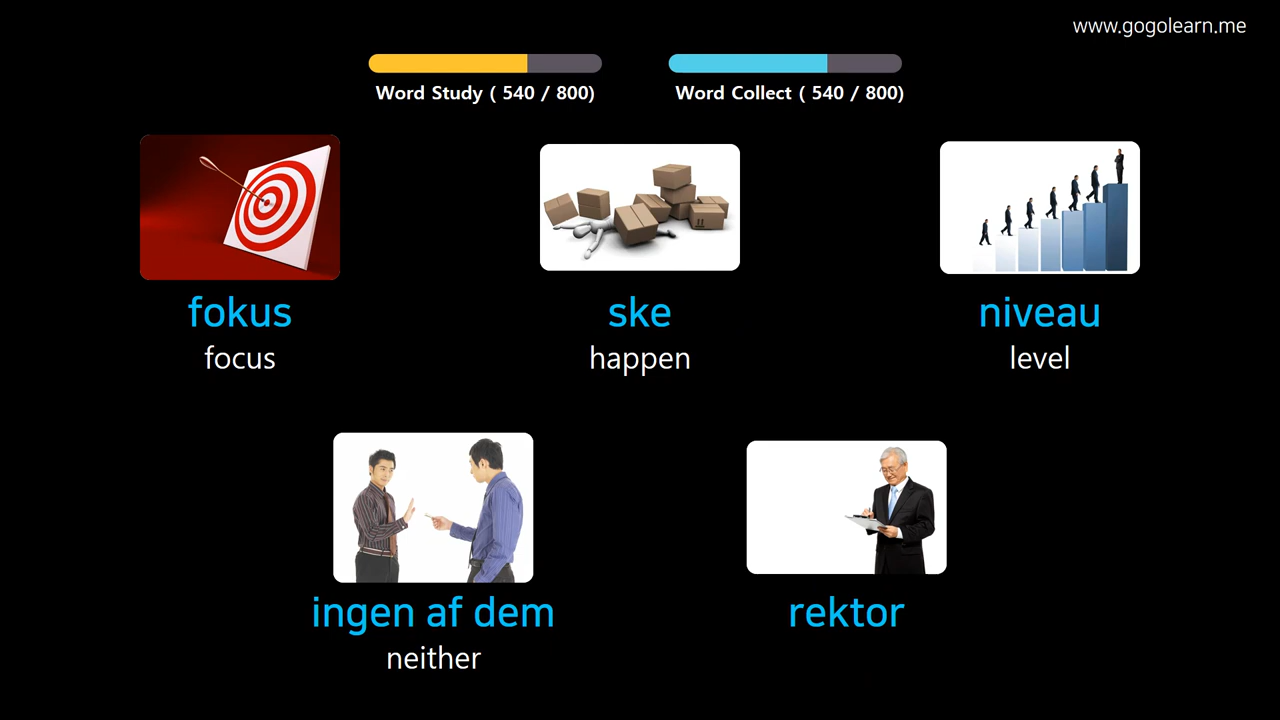 www.gogolearn.me
Word Study ( 540 / 800)
Word Collect ( 540 / 800)
fokus
focus
ske
happen
niveau
level
ingen af dem
neither
rektor